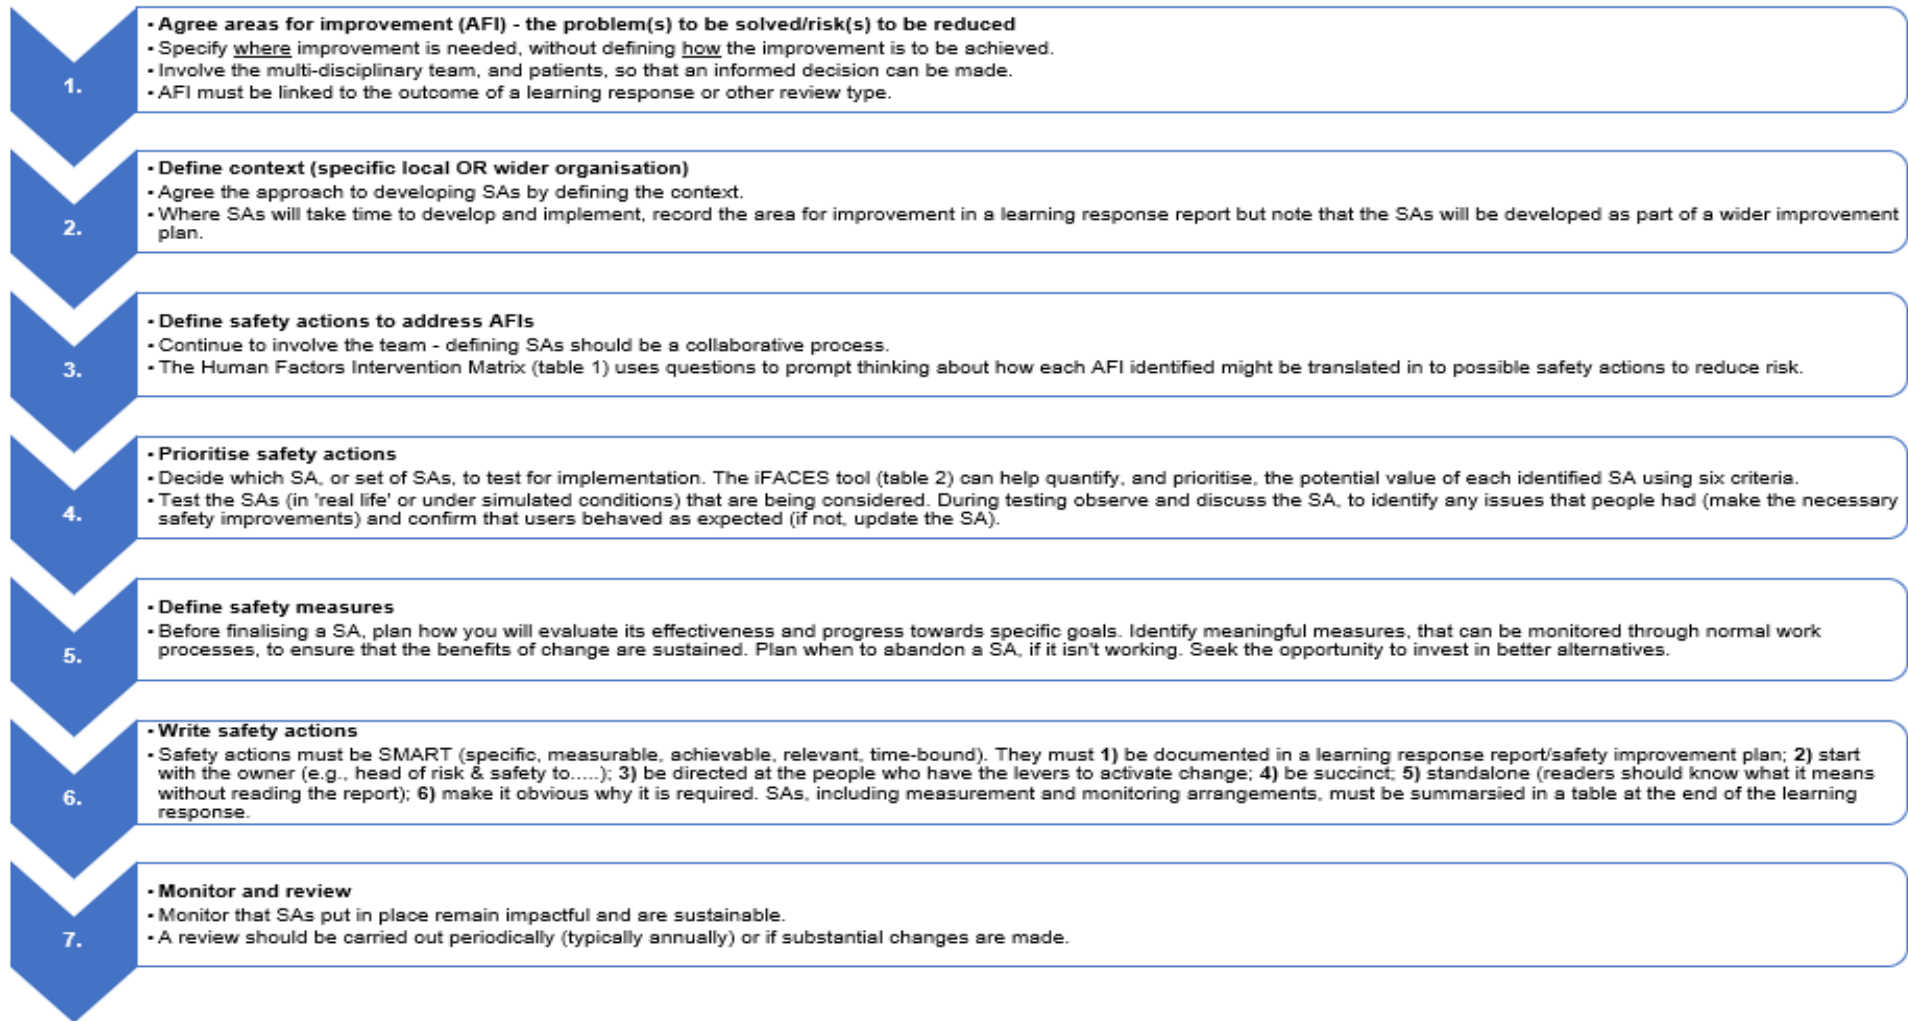 1.
▪ Agree areas for improvement (AFI) - the problem(s) to be solved/risk(s) to be reduced
▪ Specify where improvement is needed, without defining how the improvement is to be achieved.
▪ Involve the multi-disciplinary team, and patients, so that an informed decision can be made.
▪ AFI must be linked to the outcome of a learning response or other review type.
2.
▪ Define context (specific local OR wider organisation)
▪ Agree the approach to developing SAs by defining the context.
▪ Where SAs will take time to develop and implement, record the area for improvement in a learning response report but note that the SAs will be developed as part of a wider improvement
plan.
3.
▪ Define safety actions to address AFIs
▪ Continue to involve the team - defining SAs should be a collaborative process.
▪ The Human Factors Intervention Matrix (table 1) uses questions to prompt thinking about how each AFI identified might be translated in to possible safety actions to reduce risk.
4.
▪ Prioritise safety actions
▪ Decide which SA, or set of SAs, to test for implementation. The iFACES tool (table 2) can help quantify, and prioritise, the potential value of each identified SA using six criteria.
▪ Test the SAs (in 'real life' or under simulated conditions) that are being considered. During testing observe and discuss the SA, to identify any issues that people had (make the necessary
safety improvements) and confirm that users behaved as expected (if not, update the SA).
5.
▪ Define safety measures
▪ Before finalising a SA, plan how you will evaluate its effectiveness and progress towards specific goals. Identify meaningful measures, that can be monitored through normal work
processes, to ensure that the benefits of change are sustained. Plan when to abandon a SA, if it isn't working. Seek the opportunity to invest in better alternatives.
6.
▪ Write safety actions
▪ Safety actions must be SMART (specific, measurable, achievable, relevant, time-bound). They must 1) be documented in a learning response report/safety improvement plan; 2) start
with the owner (e.g., head of risk & safety to.....); 3) be directed at the people who have the levers to activate change; 4) be succinct; 5) standalone (readers should know what it means
without reading the report); 6) make it obvious why it is required. SAs, including measurement and monitoring arrangements, must be summarsied in a table at the end of the learning
response.
7.
▪ Monitor and review
▪ Monitor that SAs put in place remain impactful and are sustainable.
▪ A review should be carried out periodically (typically annually) or if substantial changes are made.